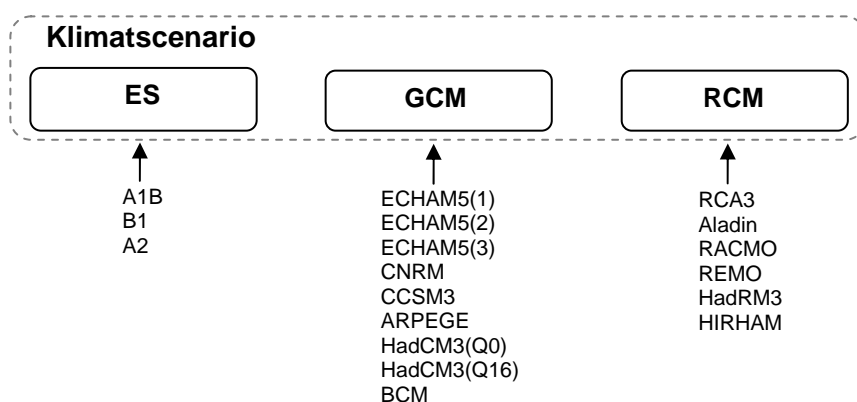 Klimatscenario
ES
GCM
RCM
A1B
B1
A2
ECHAM5(1)
ECHAM5(2)
ECHAM5(3)
CNRM
CCSM3
ARPEGE
HadCM3(Q0)
HadCM3(Q16)
BCM
RCA3
Aladin
RACMO
REMO
HadRM3
HIRHAM